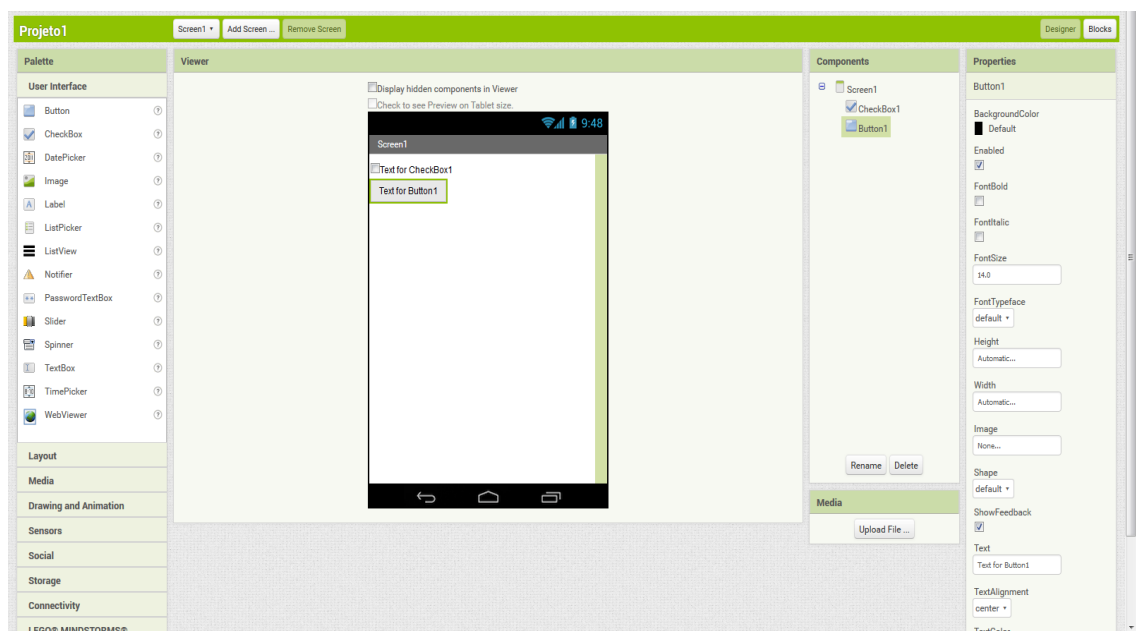 Projeto1
Screen1
Add Screen ...
Remove Screen
Designer
Blocks
Palette
User Interface
Button
CheckBox
DatePicker
Image
Label
ListPicker
ListView
Notifier
PasswordTextBox
Slider
Spinner
TextBox
TimePicker
WebViewer
Layout
Media
Drawing and Animation
Sensors
Social
Storage
Connectivity
LEGO® MINDSTORMS®
Viewer
Display hidden components in Viewer
Check to see Preview on Tablet size.
9:48
Screen1
Text for CheckBox1
Text for Button1
Components
Screen1
CheckBox1
Button1
Rename
Delete
Media
Upload File ...
Properties
Button1
BackgroundColor
Default
Enabled
FontBold
FontItalic
FontSize
14.0
FontTypeface
default
Height
Automatic...
Width
Automatic...
Image
None...
Shape
default
ShowFeedback
Text
Text for Button1
TextAlignment
center
TextColor